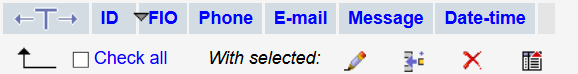 ID FIO Phone E-mail Message Date-time
Check all With selected: